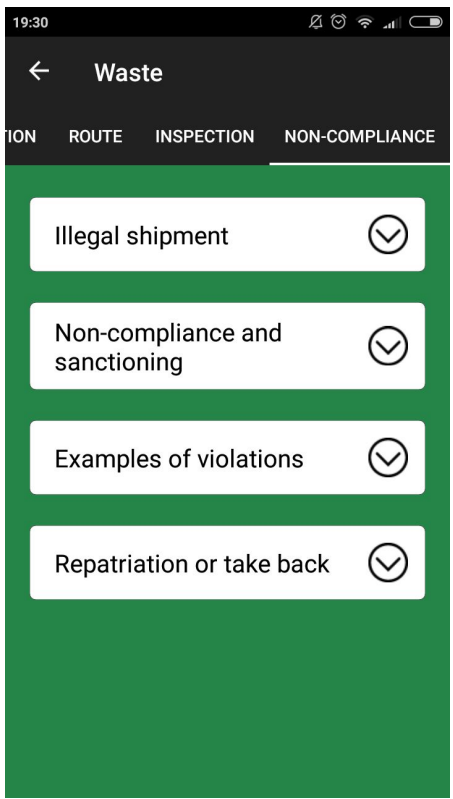 19:30
Waste
TION ROUTE INSPECTION NON-COMPLIANCE
Illegal shipment
Non-compliance and
sanctioning
Examples of violations
Repatriation or take back